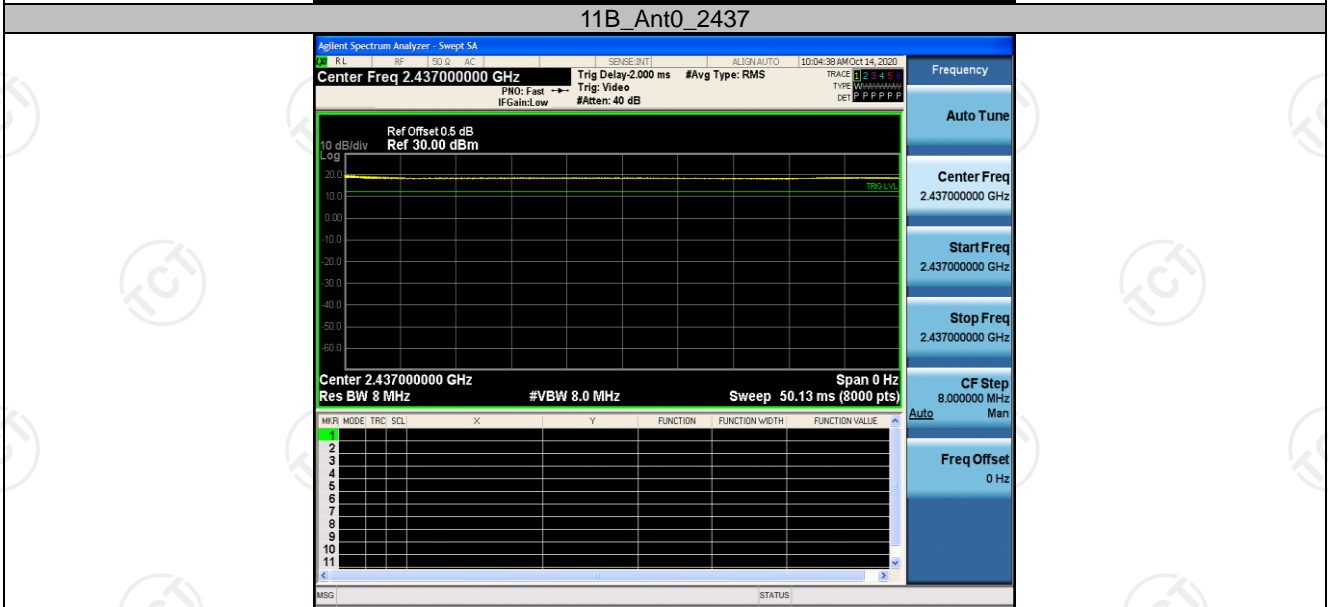 11B_Ant0_2437
Agilent Spectrum Analyzer - Swept SA
LXI RL RF 50 Ω AC SENSE:INT ALIGN AUTO 10:04:38 AM Oct 14, 2020
Center Freq 2.437000000 GHz
PNO: Fast
IFGain:Low
Trig Delay-2.000 ms
Trig: Video
#Atten: 40 dB
#Avg Type: RMS
TRACE 1 2 3 4 5 6
TYPE
DET P P P P P P
Ref Offset 0.5 dB
10 dB/div Ref 30.00 dBm
Log
20.0
TRIG LVL
10.0
0.00
-10.0
-20.0
-30.0
-40.0
-50.0
-60.0
Center 2.437000000 GHz Span 0 Hz
Res BW 8 MHz #VBW 8.0 MHz Sweep 50.13 ms (8000 pts)
MKR MODE TRC SCL X Y FUNCTION FUNCTION WIDTH FUNCTION VALUE
1
2
3
4
5
6
7
8
9
10
11
MSG STATUS
Frequency
Auto Tune
Center Freq
2.437000000 GHz
Start Freq
2.437000000 GHz
Stop Freq
2.437000000 GHz
CF Step
8.000000 MHz
Auto Man
Freq Offset
0 Hz
TCT
TCT